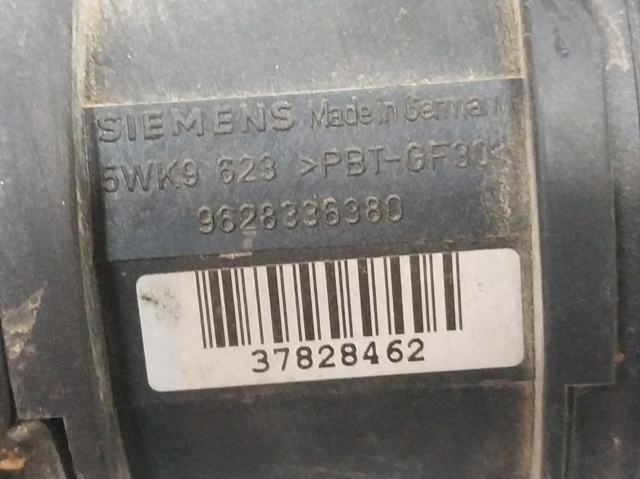 SIEMENS Made in Germany
5WK9 623 >PBT-GF30<
9628336380
37828462